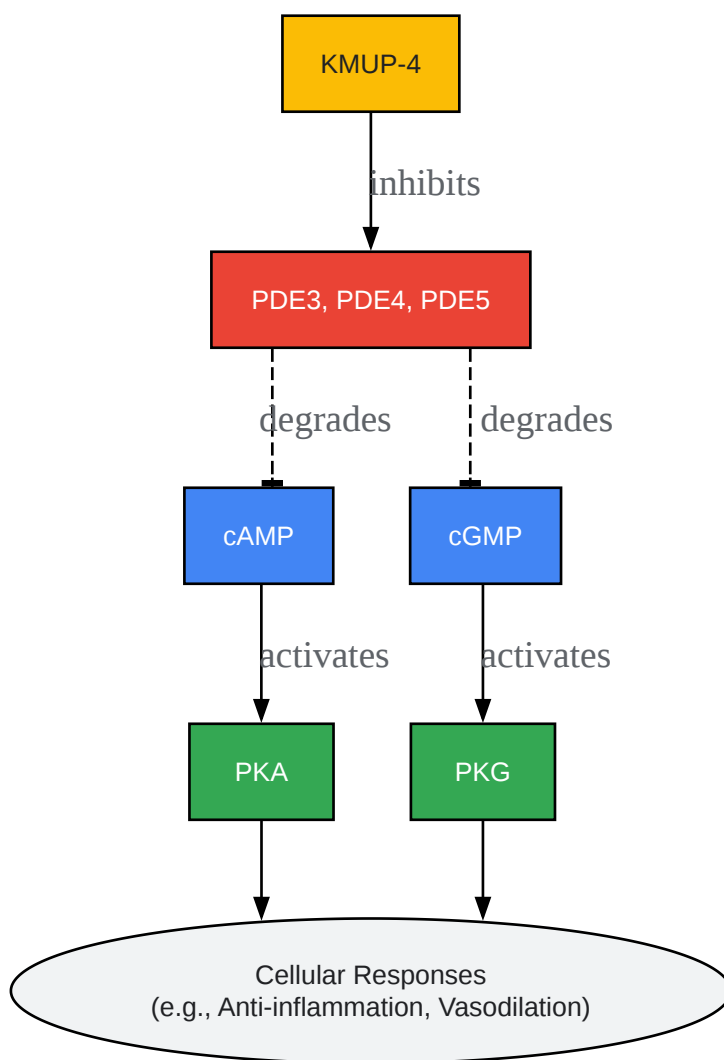 KMUP-4
inhibits
PDE3, PDE4, PDE5
degrades
degrades
cAMP
cGMP
activates
activates
PKA
PKG
Cellular Responses
(e.g., Anti-inflammation, Vasodilation)